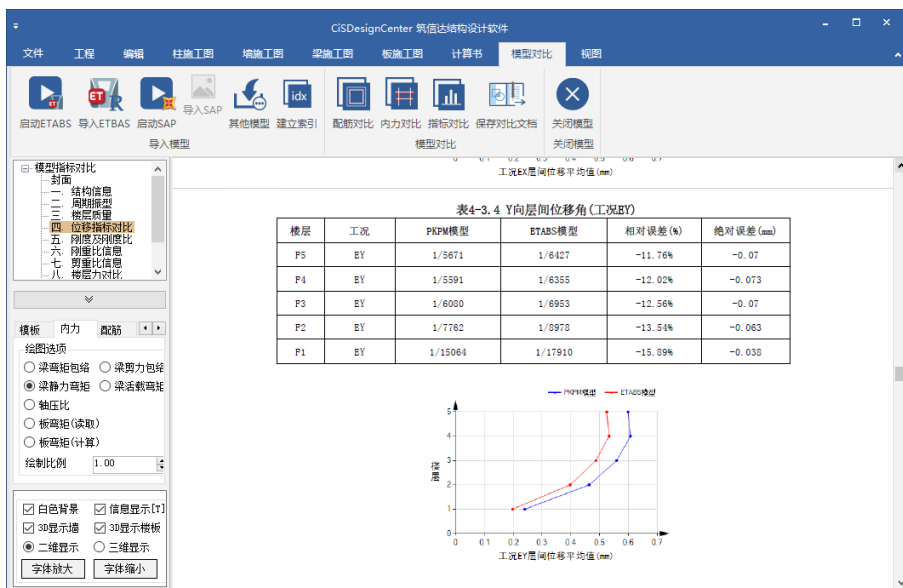 CiSDesignCenter 筑信达结构设计软件
文件 工程 编辑 柱施工图 墙施工图 梁施工图 板施工图 计算书 模型对比 视图
启动ETABS 导入ETBAS 启动SAP 导入SAP 其他模型 建立索引 配筋对比 内力对比 指标对比 保存对比文档 关闭模型
导入模型 模型对比 关闭模型
模型指标对比
封面
一. 结构信息
二. 周期振型
三. 楼层质量
四. 位移指标对比
五. 刚度及刚度比
六. 刚重比信息
七. 剪重比信息
八. 楼层力对比
模板 内力 配筋
绘图选项
梁弯矩包络 梁剪力包络
梁静力弯矩 梁活载弯矩
轴压比
板弯矩(读取)
板弯矩(计算)
绘制比例 1.00
白色背景 信息显示[T]
3D显示墙 3D显示楼板
二维显示 三维显示
字体放大 字体缩小
0 0.1 0.2 0.3 0.4 0.5 0.6 0.7
工况EX层间位移平均值(mm)
表4-3.4 Y向层间位移角(工况EY)
楼层 工况 PKPM模型 ETABS模型 相对误差(%) 绝对误差(mm)
F5 EY 1/5671 1/6427 -11.76% -0.07
F4 EY 1/5591 1/6355 -12.02% -0.073
F3 EY 1/6080 1/6953 -12.56% -0.07
F2 EY 1/7762 1/8978 -13.54% -0.063
F1 EY 1/15064 1/17910 -15.89% -0.038
PKPM模型 ETABS模型
5
4
3
2
1
0
楼层
0 0.1 0.2 0.3 0.4 0.5 0.6 0.7
工况EY层间位移平均值(mm)